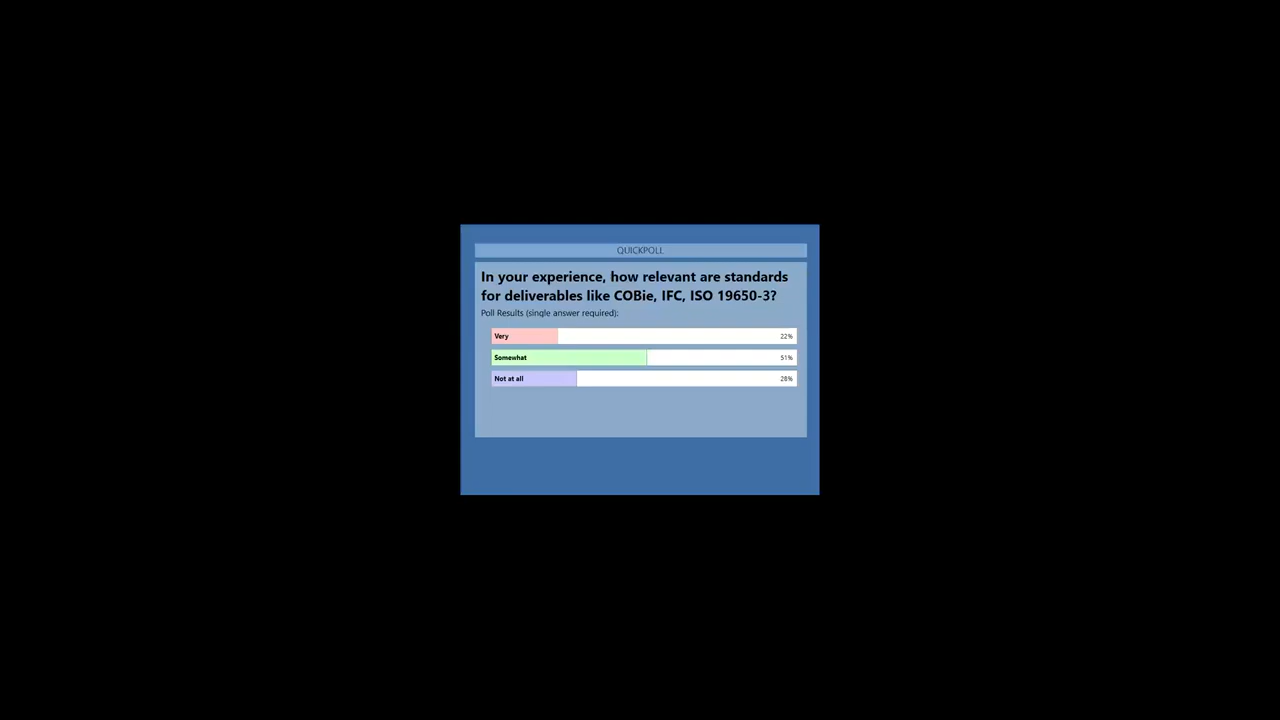 QUICKPOLL
In your experience, how relevant are standards
for deliverables like COBie, IFC, ISO 19650-3?
Poll Results (single answer required):
Very 22%
Somewhat 51%
Not at all 28%